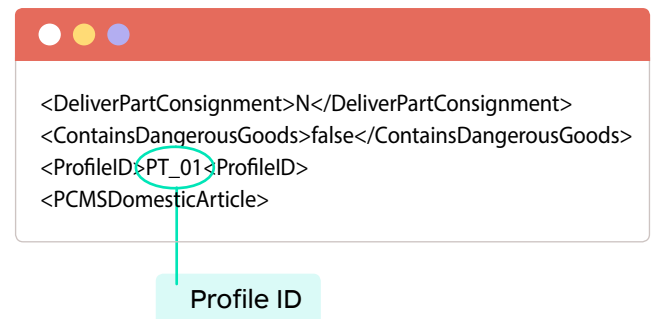 <DeliverPartConsignment>N</DeliverPartConsignment>
<ContainsDangerousGoods>false</ContainsDangerousGoods>
<ProfileID>PT_01<ProfileID>
<PCMSDomesticArticle>
Profile ID